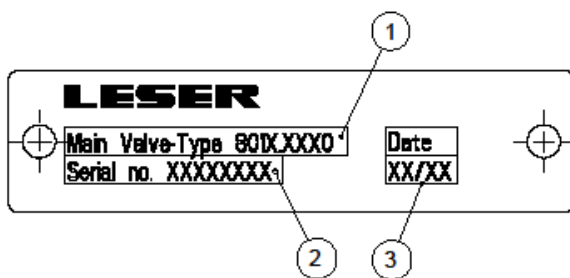 1
LESER
Main Valve-Type 801X.XXX0
Date
Serial no. XXXXXXXX
XX/XX
2
3